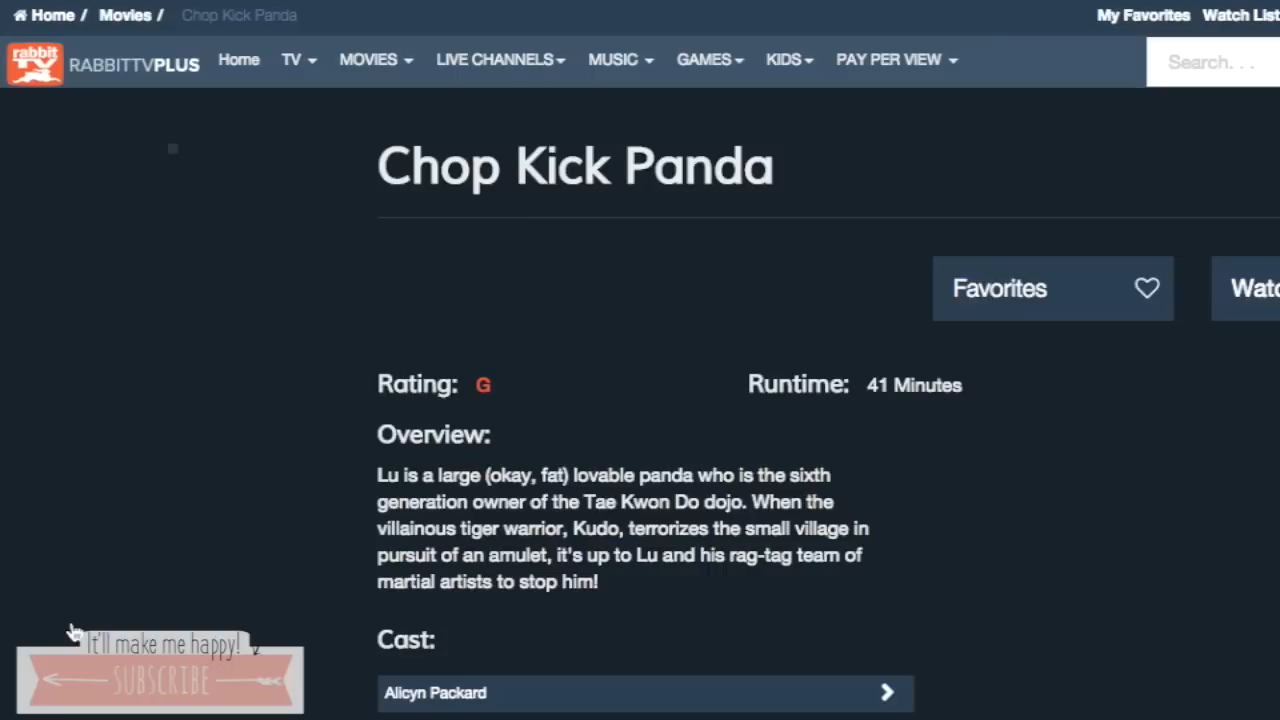 Home / Movies / Chop Kick Panda
My Favorites Watch List
rabbit TV RABBITTVPLUS Home TV MOVIES LIVE CHANNELS MUSIC GAMES KIDS PAY PER VIEW Search. . .
Chop Kick Panda
Favorites
Rating: G Runtime: 41 Minutes
Overview:
Lu is a large (okay, fat) lovable panda who is the sixth
generation owner of the Tae Kwon Do dojo. When the
villainous tiger warrior, Kudo, terrorizes the small village in
pursuit of an amulet, it's up to Lu and his rag-tag team of
martial artists to stop him!
Cast:
Alicyn Packard
It'll make me happy!
SUBSCRIBE